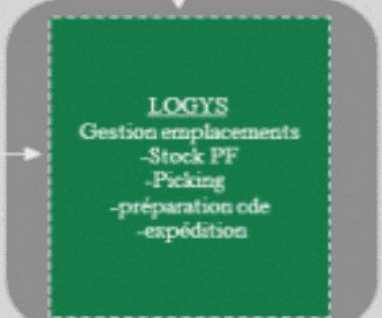 LOGYS
Gestion emplacements
-Stock PF
-Picking
-préparation cde
-expédition